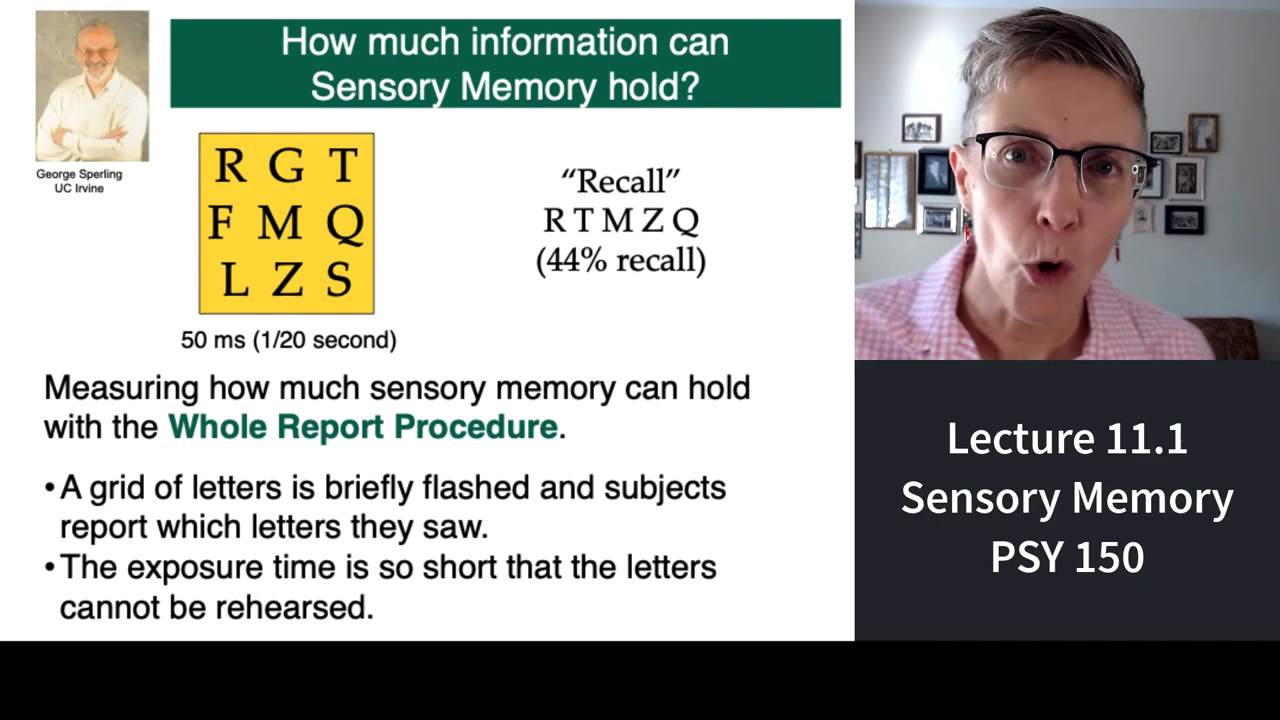 How much information can
Sensory Memory hold?
George Sperling
UC Irvine
R G T
F M Q
L Z S
50 ms (1/20 second)
“Recall”
R T M Z Q
(44% recall)
Measuring how much sensory memory can hold
with the Whole Report Procedure.
•A grid of letters is briefly flashed and subjects
report which letters they saw.
•The exposure time is so short that the letters
cannot be rehearsed.
Lecture 11.1
Sensory Memory
PSY 150